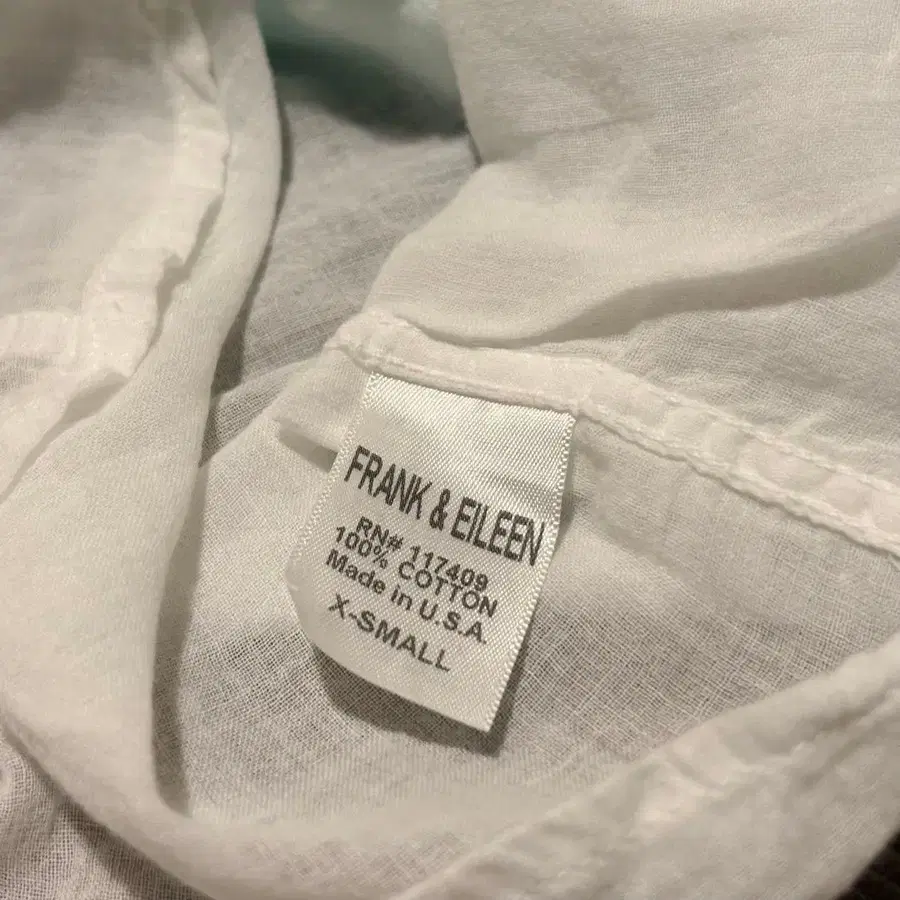 FRANK & EILEEN
RN# 117409
100% COTTON
Made in U.S.A.
X-SMALL